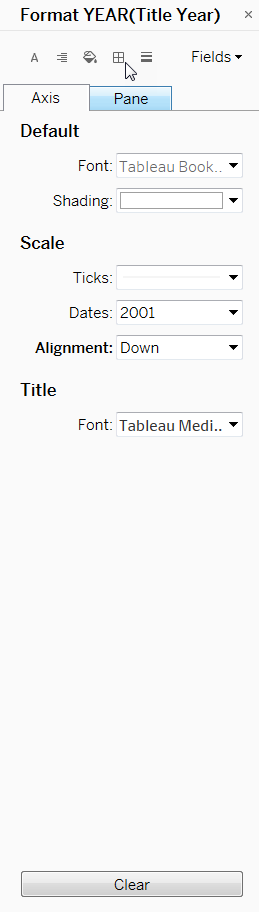 Format YEAR(Title Year) ×
A Fields
Axis Pane
Default
Font: Tableau Book..
Shading:
Scale
Ticks:
Dates: 2001
Alignment: Down
Title
Font: Tableau Medi..
Clear